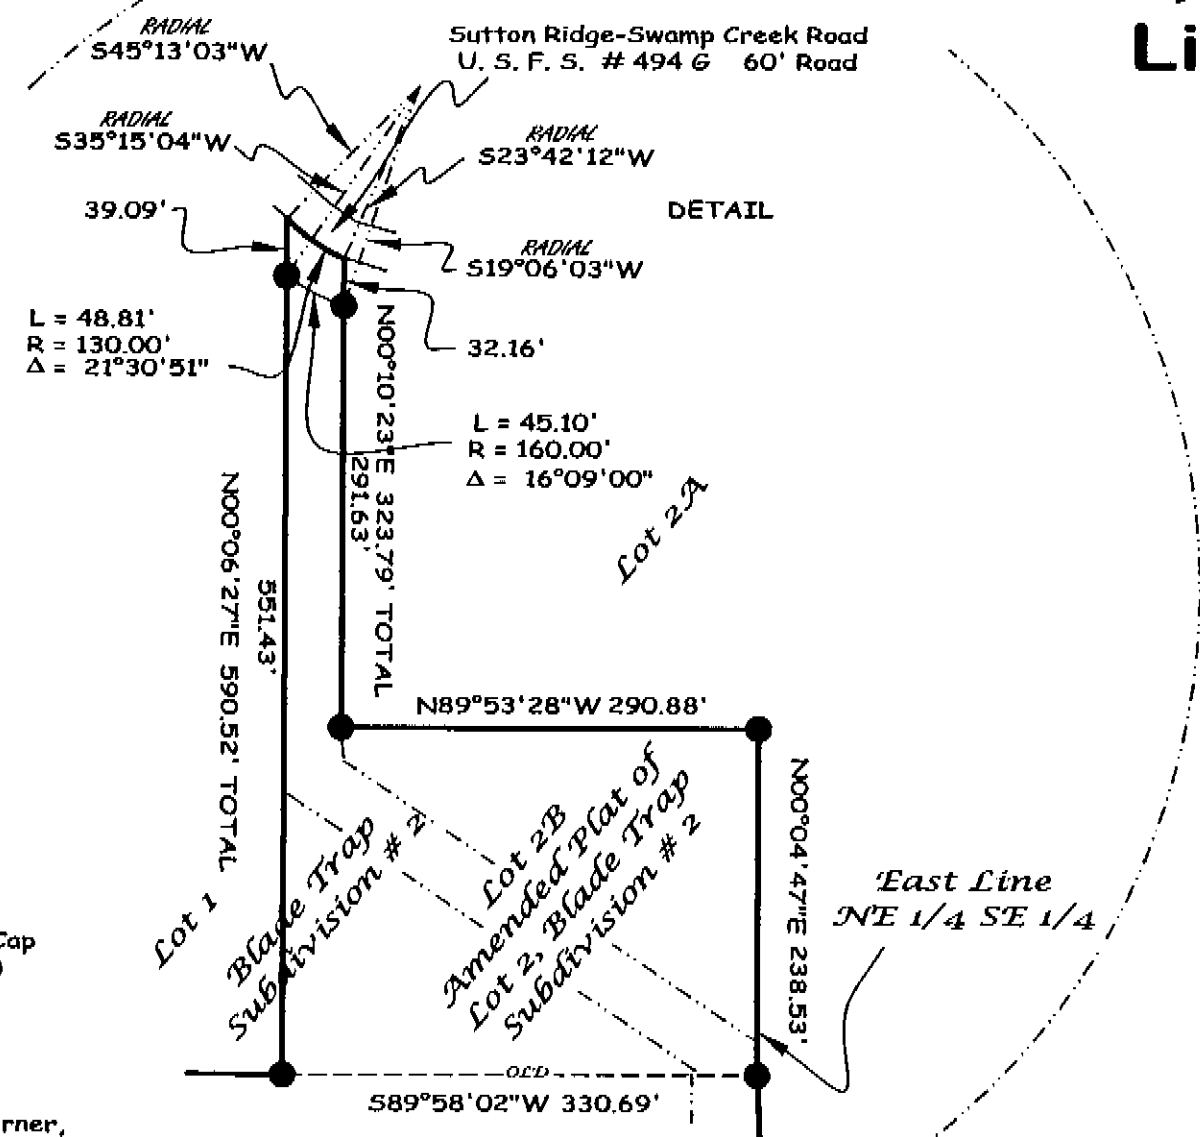 RADIAL
S45°13'03"W
Sutton Ridge-Swamp Creek Road
U. S. F. S. # 494 G 60' Road
Li
RADIAL
S35°15'04"W
RADIAL
S23°42'12"W
39.09'
DETAIL
RADIAL
S19°06'03"W
L = 48.81'
R = 130.00'
Δ = 21°30'51"
32.16'
L = 45.10'
R = 160.00'
Δ = 16°09'00"
N00°10'23"E 323.79' TOTAL
291.63'
N00°06'27"E 590.52' TOTAL
551.43'
Lot 2A
N89°53'28"W 290.88'
N00°04'47"E 238.53'
Lot 1
Blade Trap
Subdivision # 2
Lot 2B
Amended Plat of
Lot 2, Blade Trap
Subdivision # 2
East Line
NE 1/4 SE 1/4
Cap
OLD
S89°58'02"W 330.69'
rner,